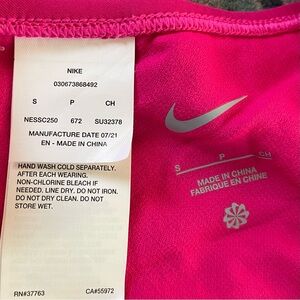 NIKE
030673868492
S P CH
NESSC250 672 SU32378
MANUFACTURE DATE 07/21
EN - MADE IN CHINA
HAND WASH COLD SEPARATELY.
AFTER EACH WEARING.
NON-CHLORINE BLEACH IF
NEEDED. LINE DRY. DO NOT IRON.
DO NOT DRY CLEAN. DO NOT
STORE WET.
RN#37763 CA#55972
S P CH
MADE IN CHINA
FABRIQUE EN CHINE